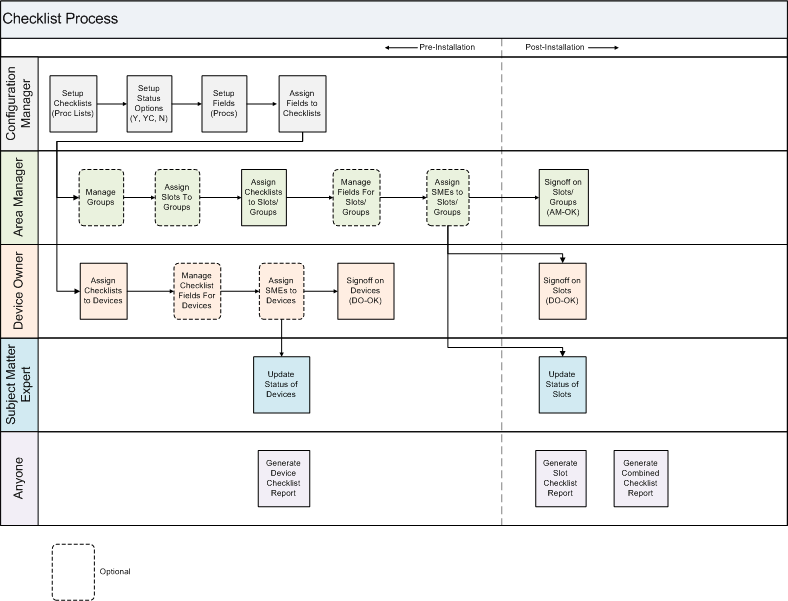 Checklist Process
Pre-Installation
Post-Installation
Configuration
Manager
Setup
Checklists
(Proc Lists)
Setup
Status
Options
(Y, YC, N)
Setup
Fields
(Procs)
Assign
Fields to
Checklists
Area Manager
Manage
Groups
Assign
Slots To
Groups
Assign
Checklists
to Slots/
Groups
Manage
Fields For
Slots/
Groups
Assign
SMEs to
Slots/
Groups
Signoff on
Slots/
Groups
(AM-OK)
Device Owner
Assign
Checklists
to Devices
Manage
Checklist
Fields For
Devices
Assign
SMEs to
Devices
Signoff on
Devices
(DO-OK)
Signoff on
Slots
(DO-OK)
Subject Matter
Expert
Update
Status of
Devices
Update
Status of
Slots
Anyone
Generate
Device
Checklist
Report
Generate
Slot
Checklist
Report
Generate
Combined
Checklist
Report
Optional